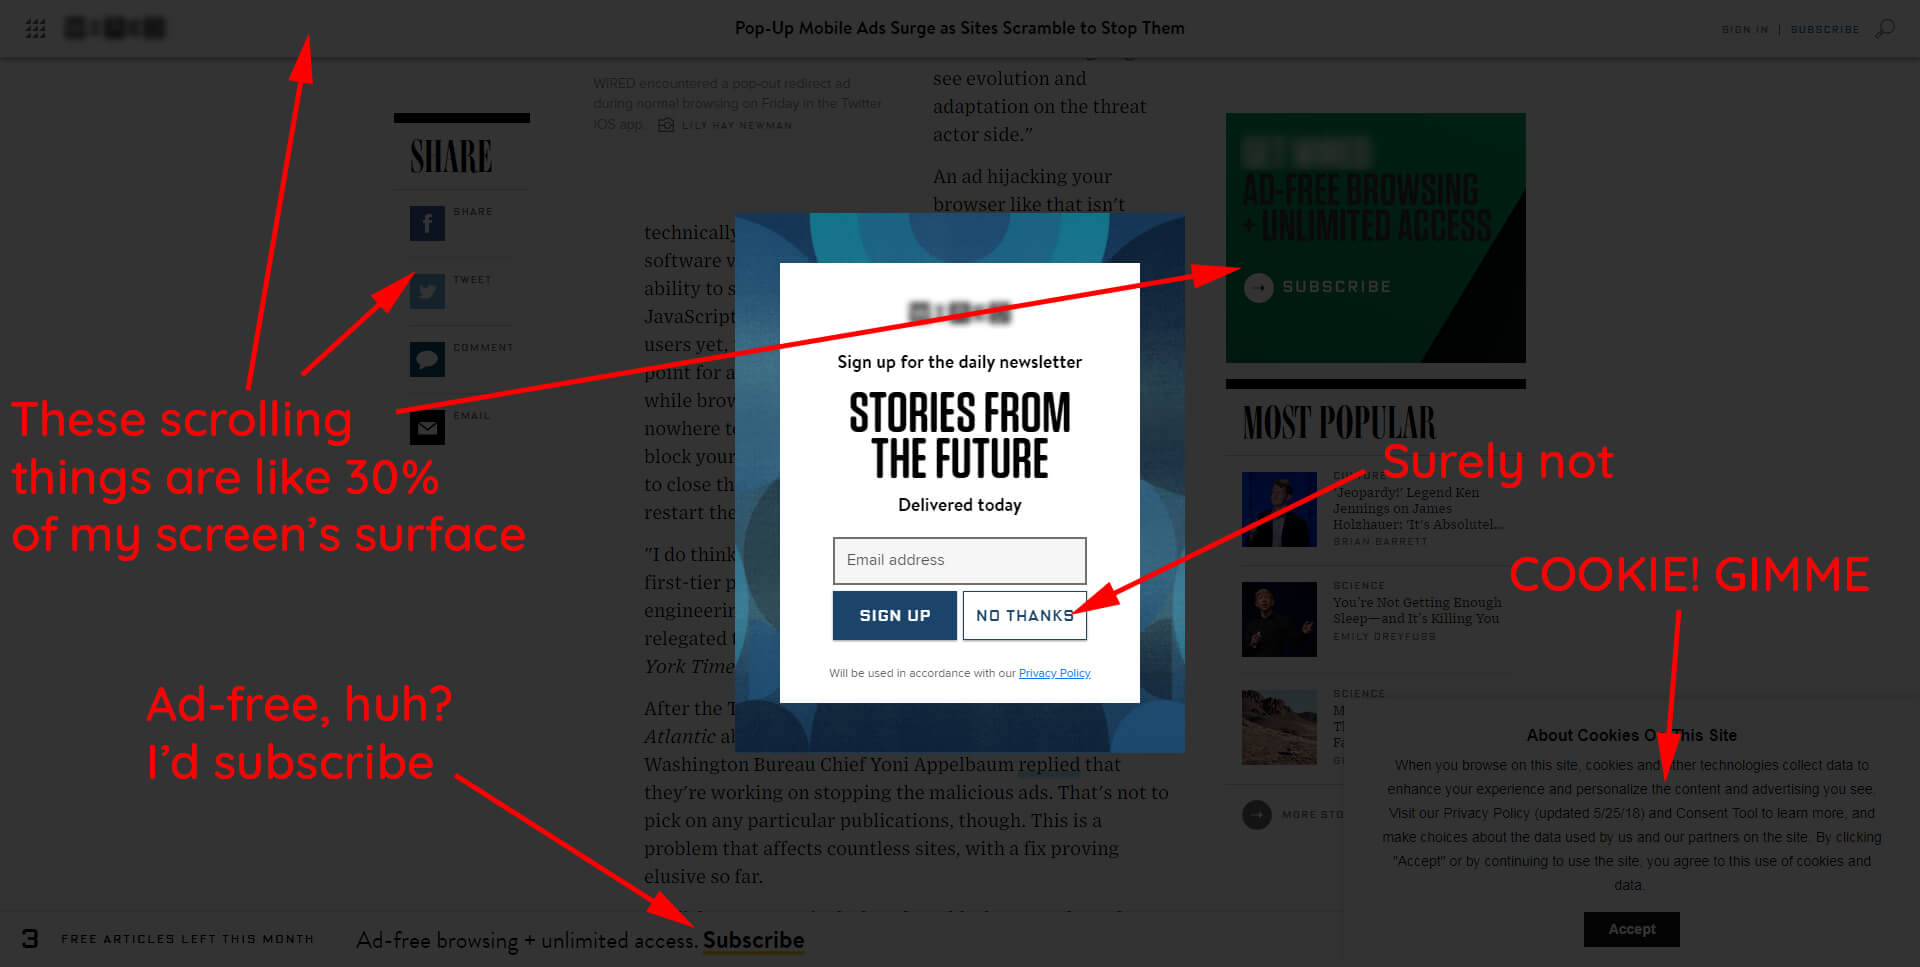 Pop-Up Mobile Ads Surge as Sites Scramble to Stop Them
SIGN IN | SUBSCRIBE
WIRED encountered a pop-out redirect ad
during normal browsing on Friday in the Twitter
iOS app.
LILY HAY NEWMAN
SHARE
SHARE
TWEET
COMMENT
EMAIL
see evolution and
adaptation on the threat
actor side."
An ad hijacking your
browser like that isn't
technically
software
ability to
JavaScript
users yet,
point for a
while
nowhere
block your
to close
restart the
"I do think
first-tier
engineering
relegated
York
After the
Atlantic
Washington Bureau Chief Yoni Appelbaum replied that
they're working on stopping the malicious ads. That's not to
pick on any particular publications, though. This is a
problem that affects countless sites, with a fix proving
elusive so far.
Sign up for the daily newsletter
STORIES FROM
THE FUTURE
Delivered today
Email address
SIGN UP
NO THANKS
Will be used in accordance with our Privacy Policy
GET WIRED
AD-FREE BROWSING
+ UNLIMITED ACCESS
SUBSCRIBE
MOST POPULAR
CULTURE
'Jeopardy!' Legend Ken
Jennings on James
Holzhauer: 'It's Absolutel...
BRIAN BARRETT
SCIENCE
You're Not Getting Enough
Sleep—and It's Killing You
EMILY DREYFUSS
SCIENCE
MORE
About Cookies On This Site
When you browse on this site, cookies and other technologies collect data to
enhance your experience and personalize the content and advertising you see.
Visit our Privacy Policy (updated 5/25/18) and Consent Tool to learn more, and
make choices about the data used by us and our partners on the site. By clicking
"Accept" or by continuing to use the site, you agree to this use of cookies and
data.
Accept
3 FREE ARTICLES LEFT THIS MONTH
Ad-free browsing + unlimited access. Subscribe
These scrolling
things are like 30%
of my screen's surface
Surely not
COOKIE! GIMME
Ad-free, huh?
I'd subscribe